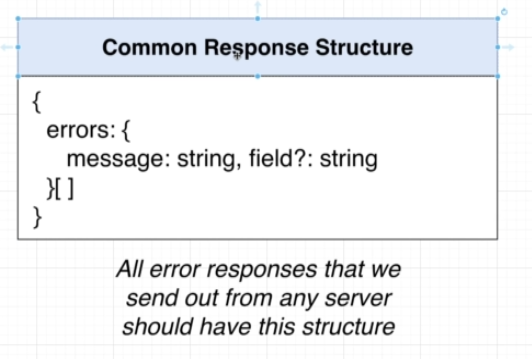 Common Response Structure
{
errors: {
message: string, field?: string
}[ ]
}
All error responses that we
send out from any server
should have this structure